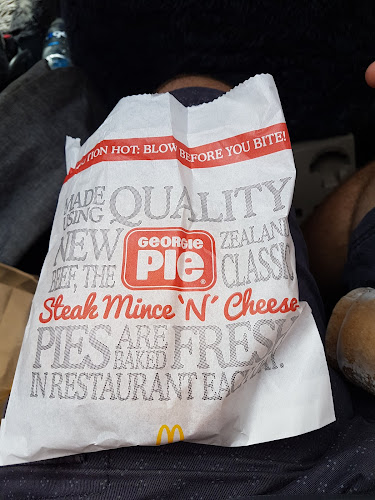 CAUTION HOT: BLOW BEFORE YOU BITE!
MADE USING QUALITY
NEW GEORGIE PIE ZEALAND
BEEF, THE CLASSIC
Steak Mince 'N' Cheese
PIES ARE BAKED FRESH
IN RESTAURANT EACH